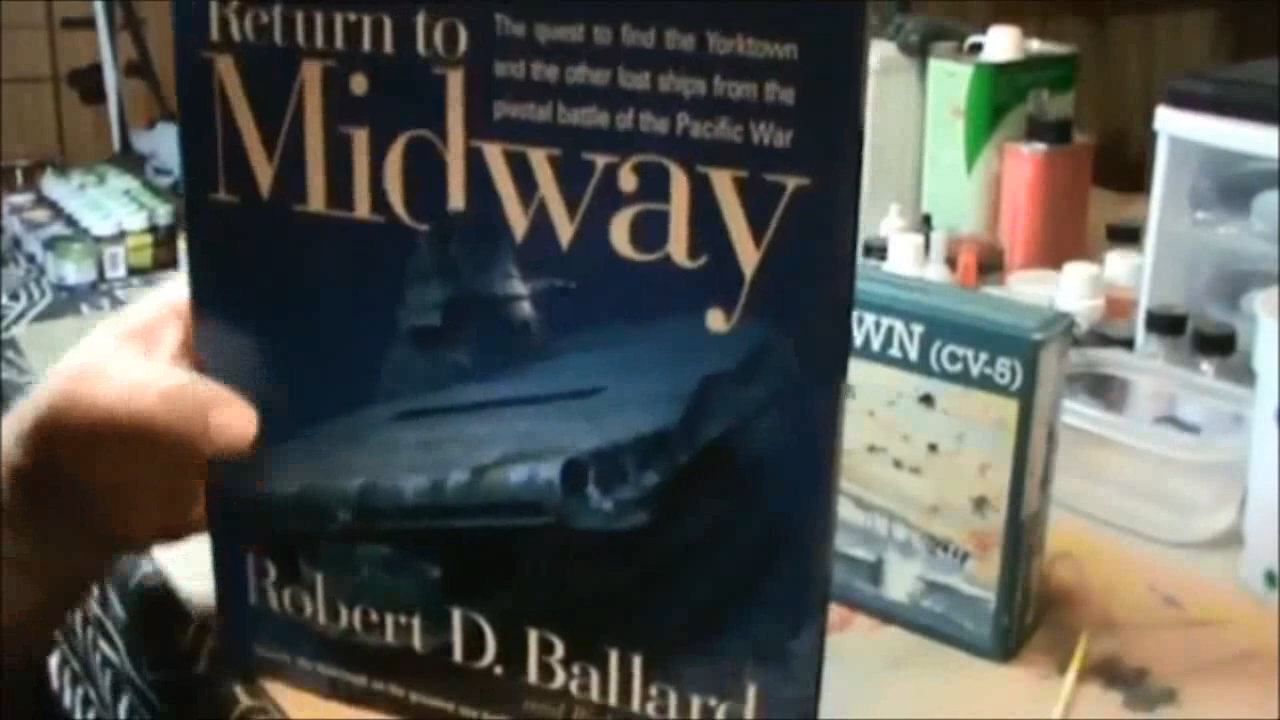 Return to
Midway
The quest to find the Yorktown
and the other lost ships from the
pivotal battle of the Pacific War
WN (CV-5)
Robert D. Ballard